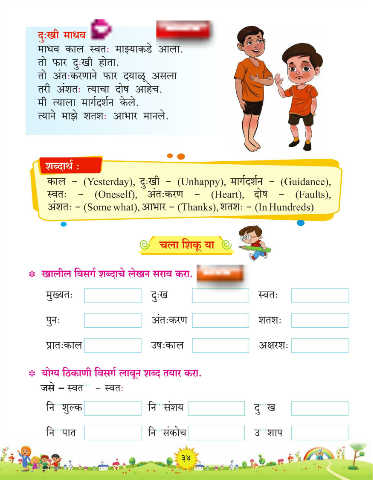 दुःखी माधव
माधव काल स्वतः माझ्याकडे आला.
तो फार दुःखी होता.
तो अंतःकरणाने फार दयाळू असला
तरी अंशतः त्याचा दोष आहेच.
मी त्याला मार्गदर्शन केले.
त्याने माझे शतशः आभार मानले.
शब्दार्थ :
काल – (Yesterday), दुःखी – (Unhappy), मार्गदर्शन – (Guidance),
स्वतः – (Oneself), अंतःकरण – (Heart), दोष – (Faults),
अंशतः – (Some what), आभार – (Thanks), शतशः – (In Hundreds)
चला शिकू या
❉ खालील विसर्ग शब्दाचे लेखन सराव करा.
मुख्यतः दुःख स्वतः
पुनः अंतःकरण शतशः
प्रातःकाल उषःकाल अक्षरशः
❉ योग्य ठिकाणी विसर्ग लावून शब्द तयार करा.
जसे – स्वत – स्वतः
नि शुल्क नि संशय दु ख
नि पात नि संकोच उ शाप
३४